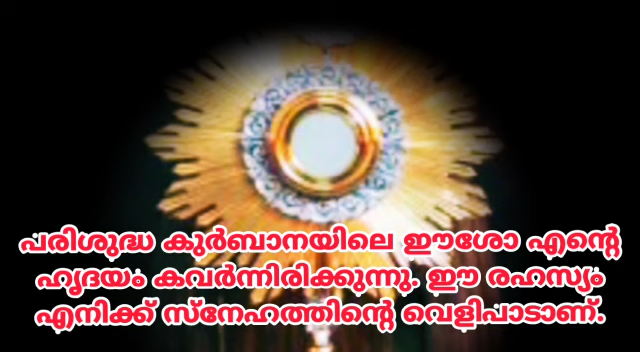 പരിശുദ്ധ കുർബാനയിലെ ഈശോ എന്റെ
ഹൃദയം കവർന്നിരിക്കുന്നു. ഈ രഹസ്യം
എനിക്ക് സ്നേഹത്തിന്റെ വെളിപാടാണ്.